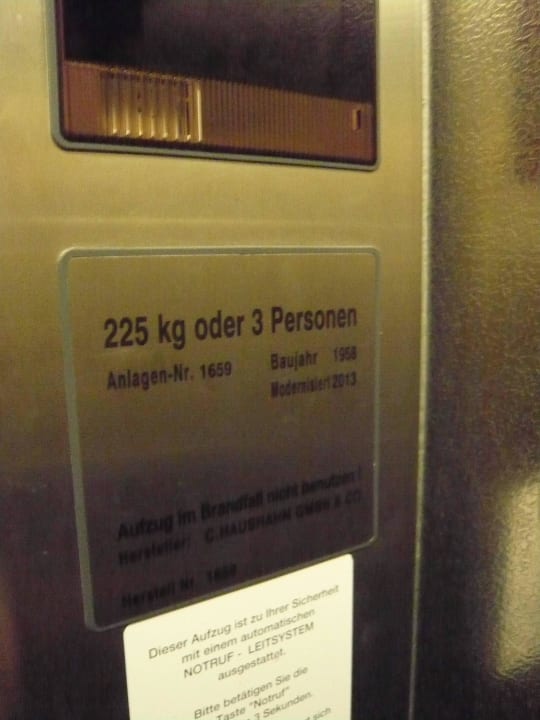 225 kg oder 3 Personen
Anlagen-Nr. 1659 Baujahr 1968
Modernisiert 2013
Aufzug im Brandfall nicht benutzen !
Hersteller: C.HAUSHAHN GMBH & CO
Herstell Nr. 1659
Dieser Aufzug ist zu Ihrer Sicherheit
mit einem automatischen
NOTRUF - LEITSYSTEM
ausgestattet.
Bitte betätigen Sie die
Taste "Notruf"
3 Sekunden.
sich